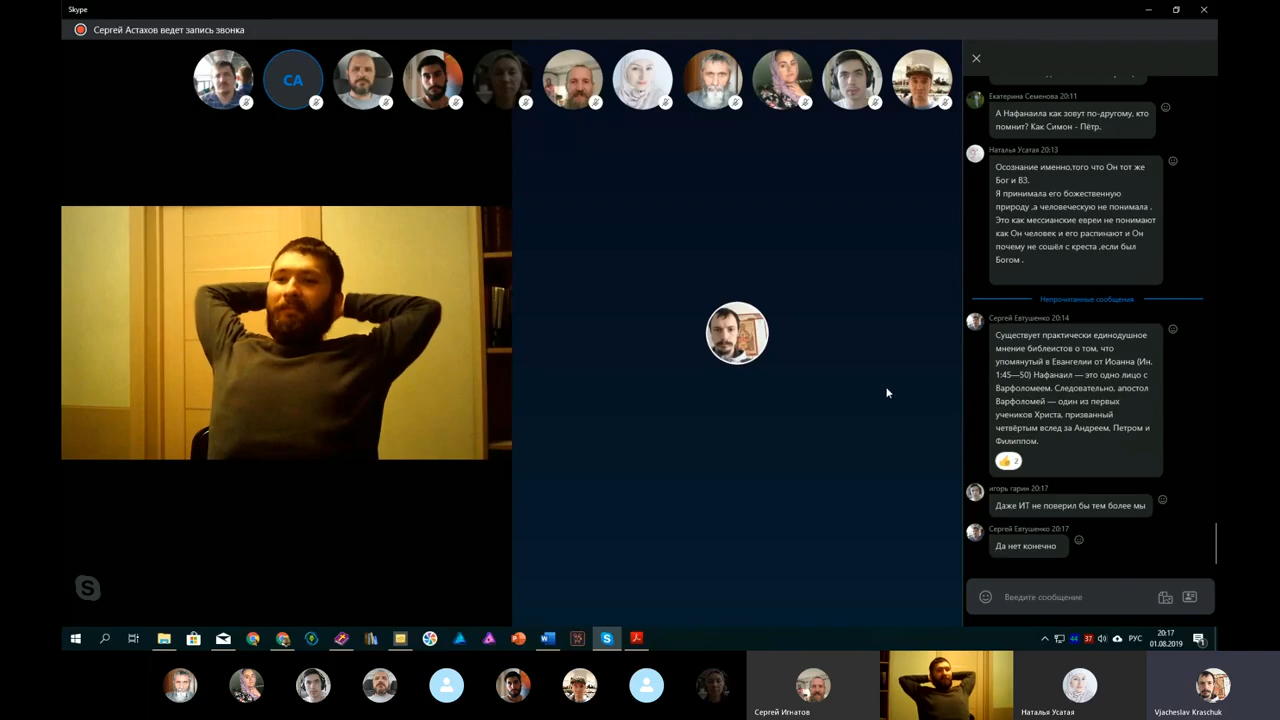 Skype
Сергей Астахов ведет запись звонка
CA
Екатерина Семенова 20:11
А Нафанаила как зовут по-другому, кто
помнит? Как Симон - Пётр.
Наталья Усатая 20:13
Осознание именно,того что Он тот же
Бог и ВЗ.
Я принимала его божественную
природу ,а человеческую не понимала .
Это как мессианские евреи не понимают
как Он человек и его распинают и Он
почему не сошёл с креста ,если был
Богом .
Непрочитанные сообщения
Сергей Евтушенко 20:14
Существует практически единодушное
мнение библеистов о том, что
упомянутый в Евангелии от Иоанна (Ин.
1:45—50) Нафанаил — это одно лицо с
Варфоломеем. Следовательно, апостол
Варфоломей — один из первых
учеников Христа, призванный
четвёртым вслед за Андреем, Петром и
Филиппом.
2
игорь гарин 20:17
Даже ИТ не поверил бы тем более мы
Сергей Евтушенко 20:17
Да нет конечно
Введите сообщение
44
37
РУС
20:17
01.08.2019
Сергей Игнатов
Наталья Усатая
Vjacheslav Kraschuk